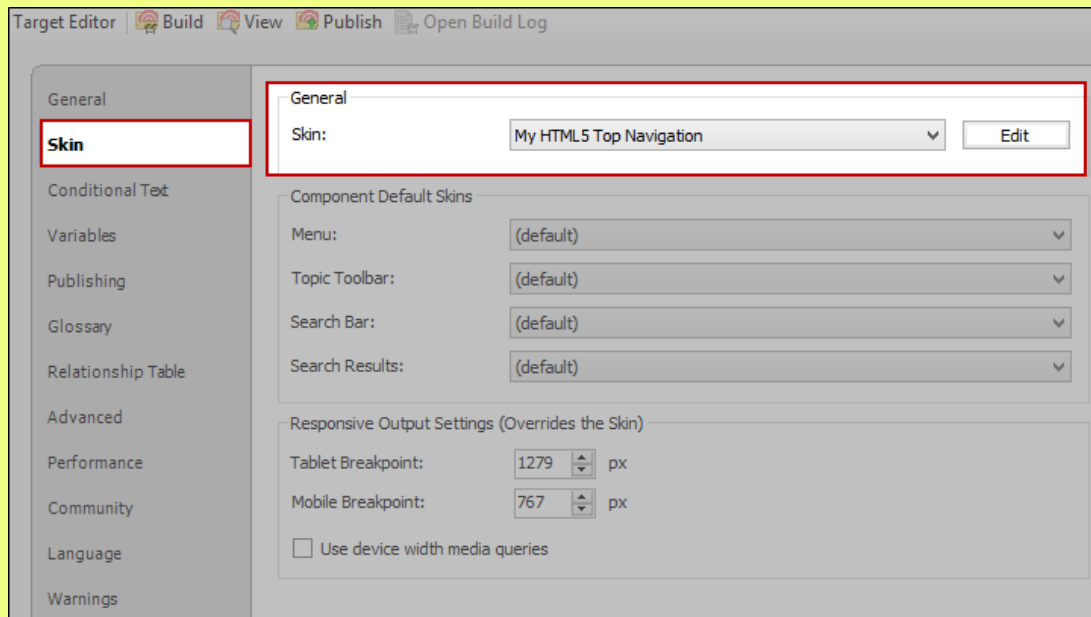 Target Editor Build View Publish Open Build Log
General
Skin
Conditional Text
Variables
Publishing
Glossary
Relationship Table
Advanced
Performance
Community
Language
Warnings
General
Skin: My HTML5 Top Navigation Edit
Component Default Skins
Menu: (default)
Topic Toolbar: (default)
Search Bar: (default)
Search Results: (default)
Responsive Output Settings (Overrides the Skin)
Tablet Breakpoint: 1279 px
Mobile Breakpoint: 767 px
Use device width media queries